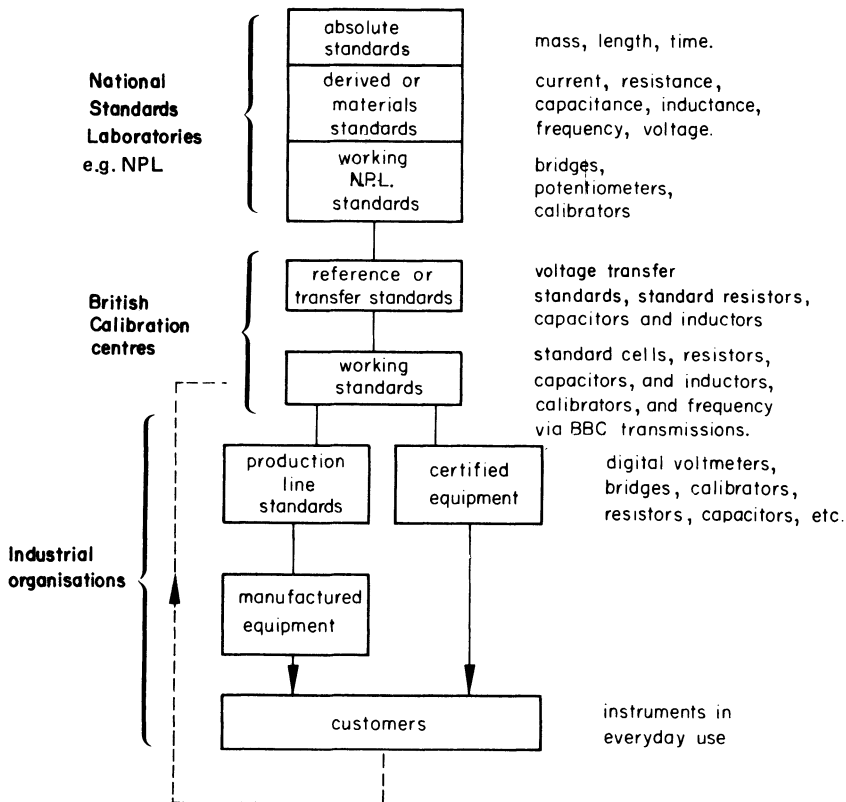 absolute
standards
mass, length, time.
National
Standards
Laboratories
e.g. NPL
derived or
materials
standards
current, resistance,
capacitance, inductance,
frequency, voltage.
working
N.P.L.
standards
bridges,
potentiometers,
calibrators
British
Calibration
centres
reference or
transfer standards
voltage transfer
standards, standard resistors,
capacitors and inductors
working
standards
standard cells, resistors,
capacitors, and inductors,
calibrators, and frequency
via BBC transmissions.
production
line
standards
certified
equipment
digital voltmeters,
bridges, calibrators,
resistors, capacitors, etc.
Industrial
organisations
manufactured
equipment
customers
instruments in
everyday use